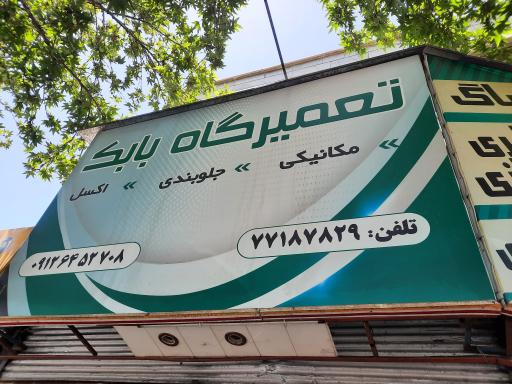 تعمیرگاه بابک
» مکانیکی » جلوبندی » اکسل
تلفن: ۷۷۱۸۷۸۲۹
۰۹۱۲۶۴۵۲۷۰۸